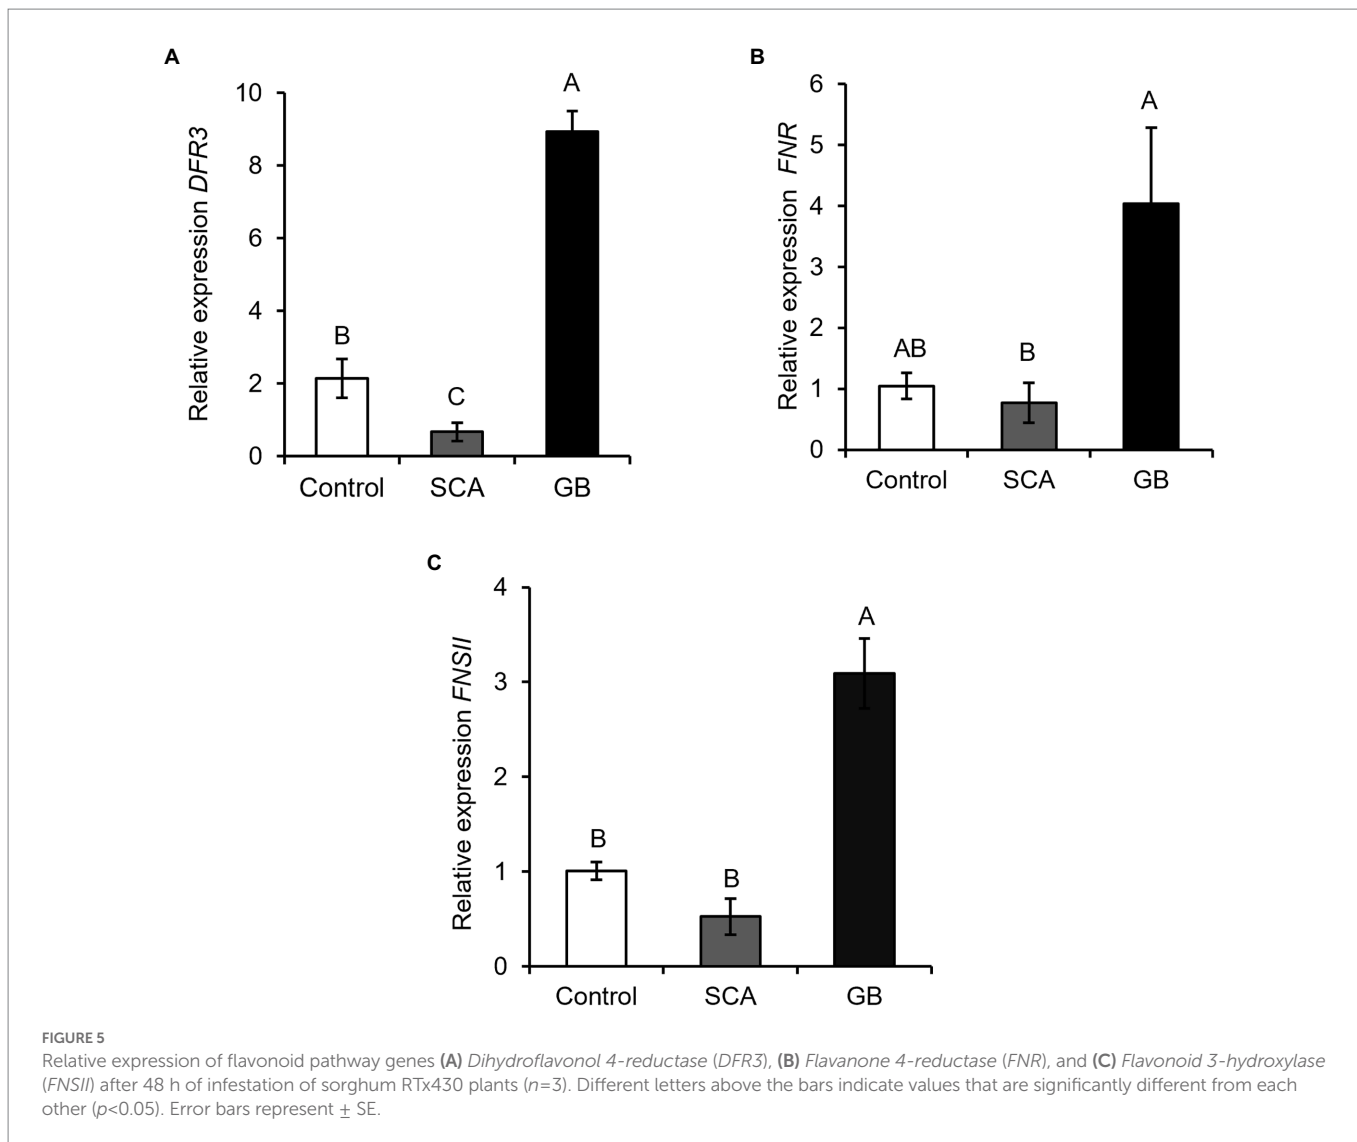 A
Relative expression DFR3
10
8
6
4
2
0
B
C
A
Control SCA GB
B
Relative expression FNR
6
5
4
3
2
1
0
AB
B
A
Control SCA GB
C
Relative expression FNSII
4
3
2
1
0
B
B
A
Control SCA GB
FIGURE 5
Relative expression of flavonoid pathway genes (A) Dihydroflavonol 4-reductase (DFR3), (B) Flavanone 4-reductase (FNR), and (C) Flavonoid 3-hydroxylase
(FNSII) after 48 h of infestation of sorghum RTx430 plants (n=3). Different letters above the bars indicate values that are significantly different from each
other (p<0.05). Error bars represent ± SE.